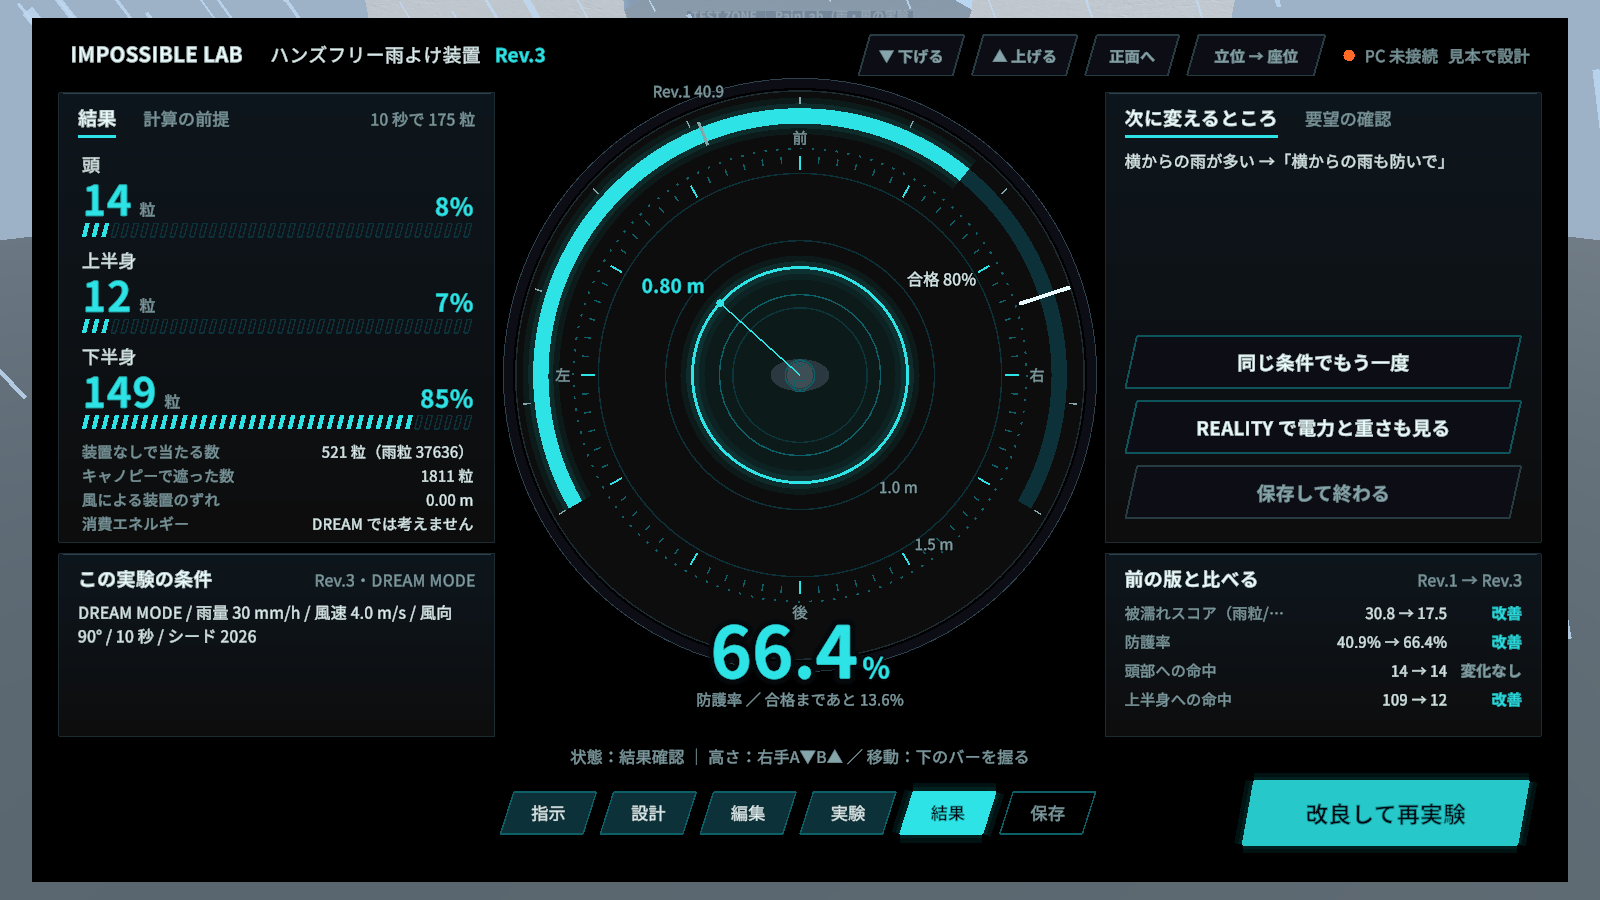 IMPOSSIBLE LAB ハンズフリー雨よけ装置 Rev.3
▼下げる ▲上げる 正面へ 立位→座位 PC 未接続 見本で設計
結果 計算の前提 10 秒で 175 粒
頭
14 粒 8%
上半身
12 粒 7%
下半身
149 粒 85%
装置なしで当たる数 521 粒（雨粒 37636）
キャノピーで遮った数 1811 粒
風による装置のずれ 0.00 m
消費エネルギー DREAM では考えません
この実験の条件 Rev.3・DREAM MODE
DREAM MODE / 雨量 30 mm/h / 風速 4.0 m/s / 風向
90° / 10 秒 / シード 2026
Rev.1 40.9
前
0.80 m
合格 80%
左
右
1.0 m
1.5 m
後
66.4%
防護率 ／ 合格まであと 13.6%
次に変えるところ 要望の確認
横からの雨が多い →「横からの雨も防いで」
同じ条件でもう一度
REALITY で電力と重さも見る
保存して終わる
前の版と比べる Rev.1 → Rev.3
被濡れスコア（雨粒/… 30.8 → 17.5 改善
防護率 40.9% → 66.4% 改善
頭部への命中 14 → 14 変化なし
上半身への命中 109 → 12 改善
状態：結果確認 ｜ 高さ：右手A▼B▲ ／ 移動：下のバーを握る
指示 設計 編集 実験 結果 保存
改良して再実験